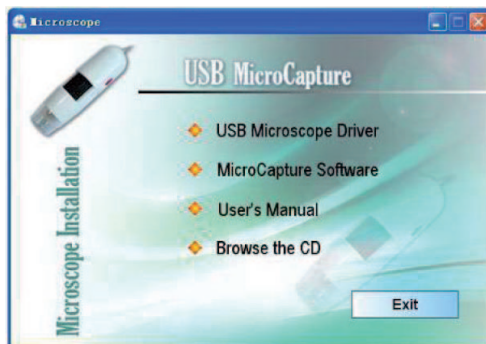 Microscope
USB MicroCapture
USB Microscope Driver
MicroCapture Software
User's Manual
Browse the CD
Microscope Installation
Exit